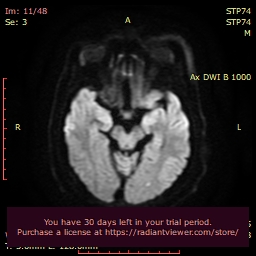 Im: 11/48
STP74
Se: 3
STP74
M
A
Ax DWI B 1000
R
L
You have 30 days left in your trial period.
Purchase a license at https://radiantviewer.com/store/